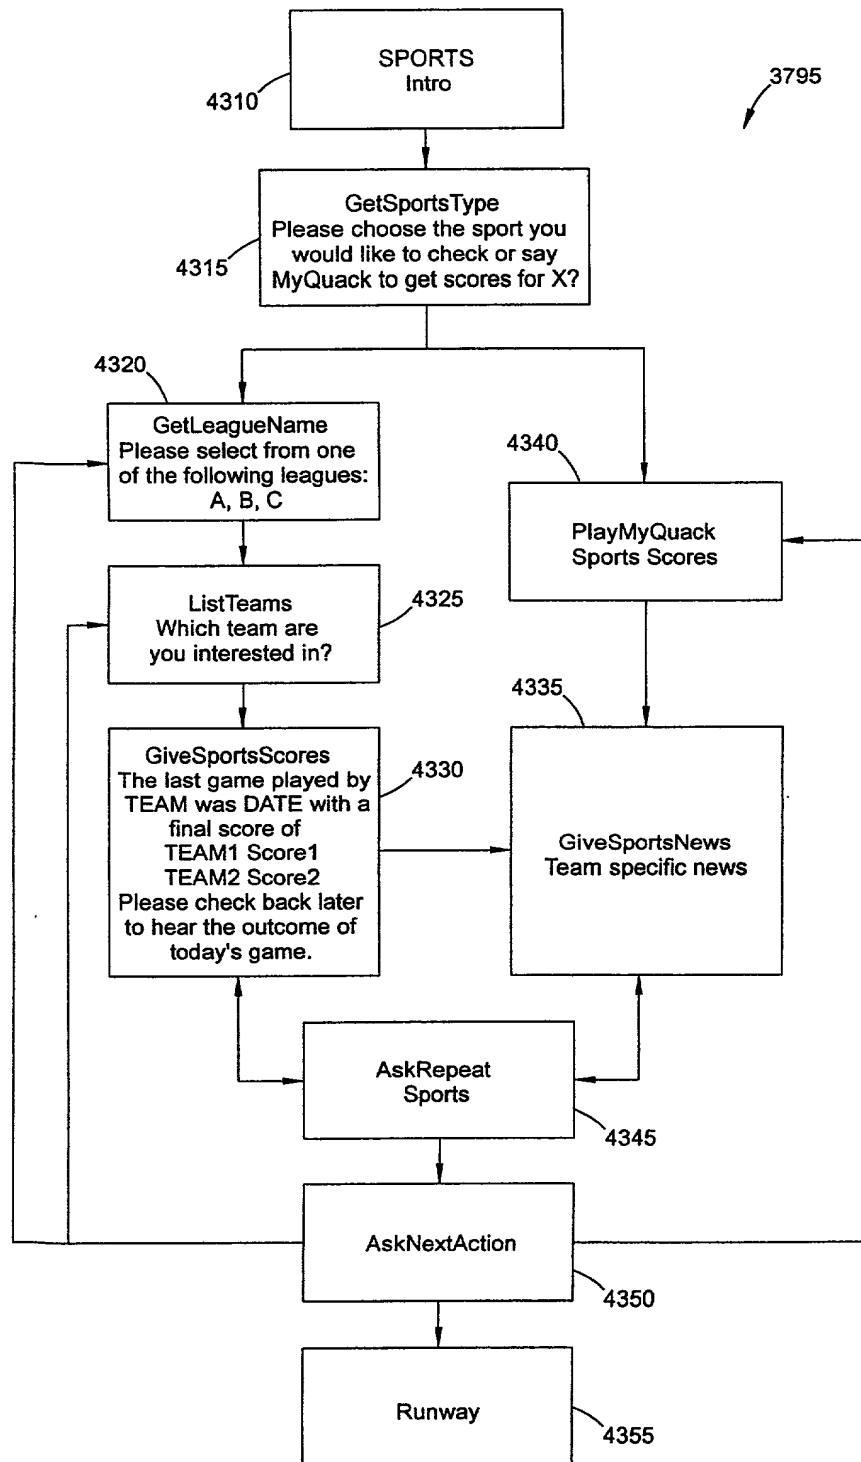 SPORTS
Intro
4310
3795
GetSportsType
Please choose the sport you
would like to check or say
MyQuack to get scores for X?
4315
4320
GetLeagueName
Please select from one
of the following leagues:
A, B, C
4340
PlayMyQuack
Sports Scores
ListTeams
Which team are
you interested in?
4325
4335
GiveSportsScores
The last game played by
TEAM was DATE with a
final score of
TEAM1 Score1
TEAM2 Score2
Please check back later
to hear the outcome of
today's game.
4330
GiveSportsNews
Team specific news
AskRepeat
Sports
4345
AskNextAction
4350
Runway
4355